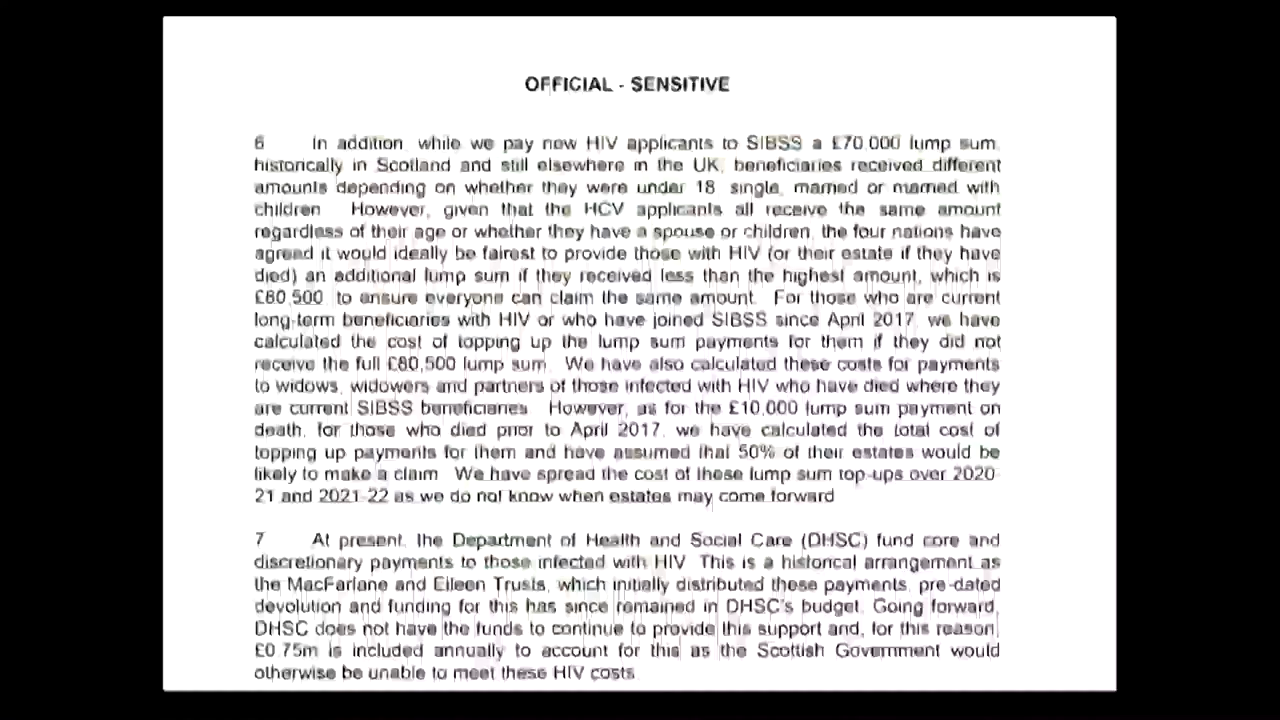 OFFICIAL - SENSITIVE
6 In addition, while we pay new HIV applicants to SIBSS a £70,000 lump sum,
historically in Scotland and still elsewhere in the UK, beneficiaries received different
amounts depending on whether they were under 18, single, married or married with
children. However, given that the HCV applicants all receive the same amount
regardless of their age or whether they have a spouse or children, the four nations have
agreed it would ideally be fairest to provide those with HIV (or their estate if they have
died) an additional lump sum if they received less than the highest amount, which is
£80,500, to ensure everyone can claim the same amount. For those who are current
long-term beneficiaries with HIV or who have joined SIBSS since April 2017, we have
calculated the cost of topping up the lump sum payments for them if they did not
receive the full £80,500 lump sum. We have also calculated these costs for payments
to widows, widowers and partners of those infected with HIV who have died where they
are current SIBSS beneficiaries. However, as for the £10,000 lump sum payment on
death, for those who died prior to April 2017, we have calculated the total cost of
topping up payments for them and have assumed that 50% of their estates would be
likely to make a claim. We have spread the cost of these lump sum top-ups over 2020-
21 and 2021-22 as we do not know when estates may come forward.
7 At present, the Department of Health and Social Care (DHSC) fund core and
discretionary payments to those infected with HIV. This is a historical arrangement as
the MacFarlane and Eileen Trusts, which initially distributed these payments, pre-dated
devolution and funding for this has since remained in DHSC's budget. Going forward,
DHSC does not have the funds to continue to provide this support and, for this reason,
£0.75m is included annually to account for this as the Scottish Government would
otherwise be unable to meet these HIV costs.